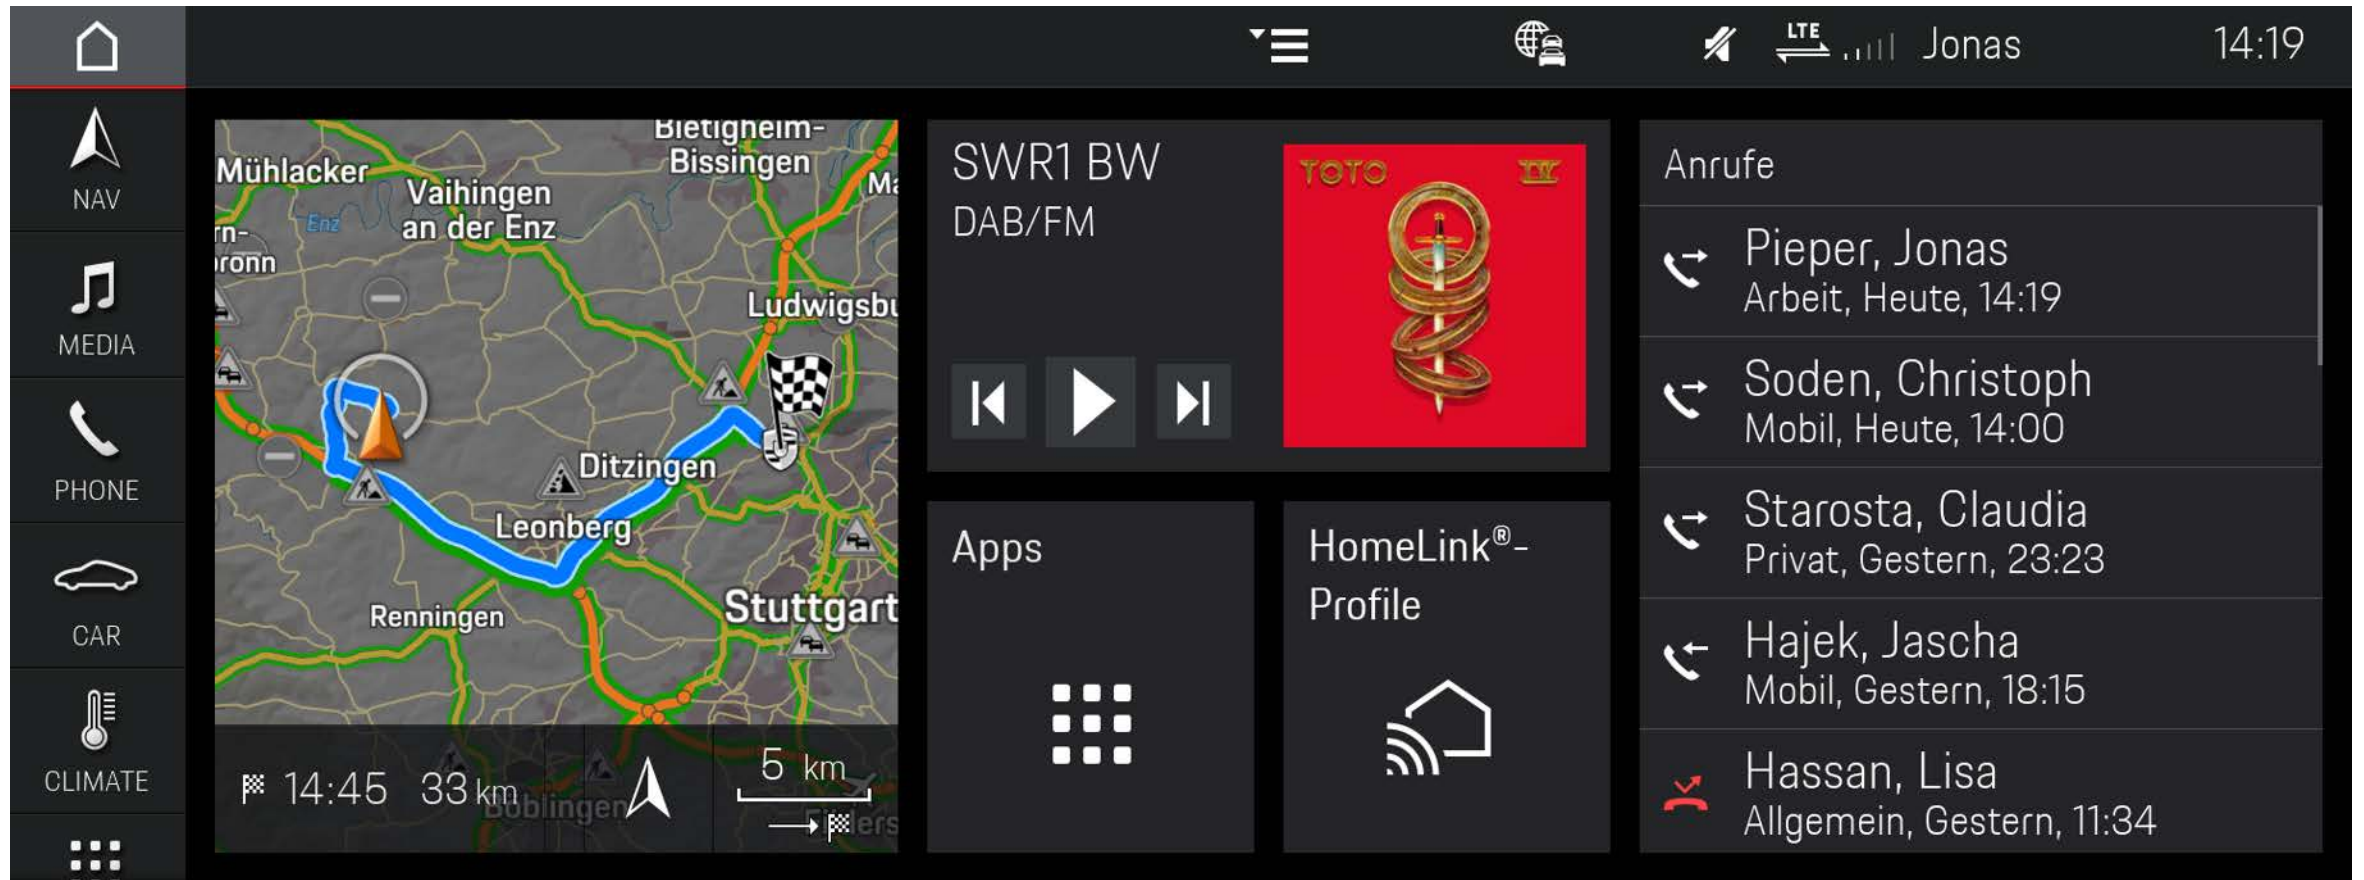 LTE
Jonas
14:19
NAV
MEDIA
PHONE
CAR
CLIMATE
Bietigheim-
Bissingen
Mühlacker
Vaihingen
an der Enz
Enz
Ludwigsbu
Ditzingen
Leonberg
Renningen
Stuttgart
14:45 33 km
Böblingen
5 km
SWR1 BW
DAB/FM
TOTO IV
Apps
HomeLink®-
Profile
Anrufe
Pieper, Jonas
Arbeit, Heute, 14:19
Soden, Christoph
Mobil, Heute, 14:00
Starosta, Claudia
Privat, Gestern, 23:23
Hajek, Jascha
Mobil, Gestern, 18:15
Hassan, Lisa
Allgemein, Gestern, 11:34